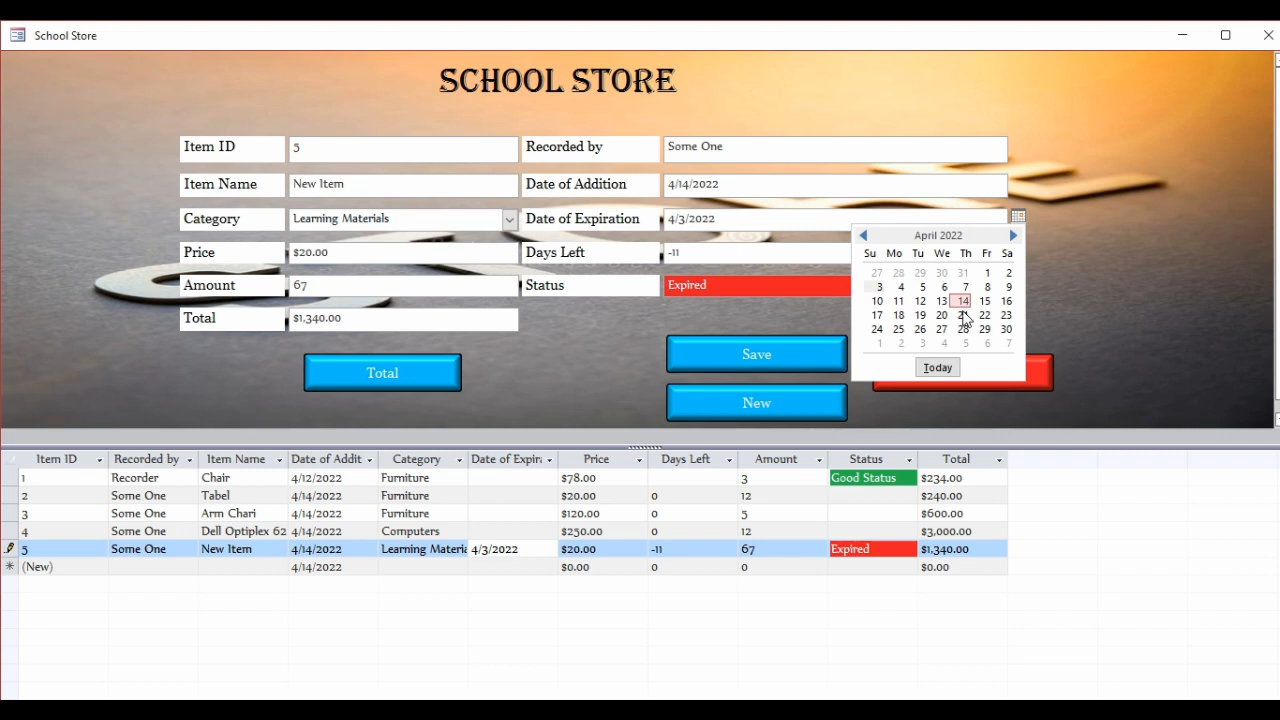 School Store
SCHOOL STORE
Item ID 5 Recorded by Some One
Item Name New Item Date of Addition 4/14/2022
Category Learning Materials Date of Expiration 4/3/2022
Price $20.00 Days Left -11
Amount 67 Status Expired
Total $1,340.00
April 2022
Su Mo Tu We Th Fr Sa
27 28 29 30 31 1 2
3 4 5 6 7 8 9
10 11 12 13 14 15 16
17 18 19 20 21 22 23
24 25 26 27 28 29 30
1 2 3 4 5 6 7
Today
Total
Save
New
Item ID Recorded by Item Name Date of Addit Category Date of Expira Price Days Left Amount Status Total
1 Recorder Chair 4/12/2022 Furniture $78.00 3 Good Status $234.00
2 Some One Tabel 4/14/2022 Furniture $20.00 0 12 $240.00
3 Some One Arm Chari 4/14/2022 Furniture $120.00 0 5 $600.00
4 Some One Dell Optiplex 62 4/14/2022 Computers $250.00 0 12 $3,000.00
5 Some One New Item 4/14/2022 Learning Materia 4/3/2022 $20.00 -11 67 Expired $1,340.00
(New) 4/14/2022 $0.00 0 0 $0.00